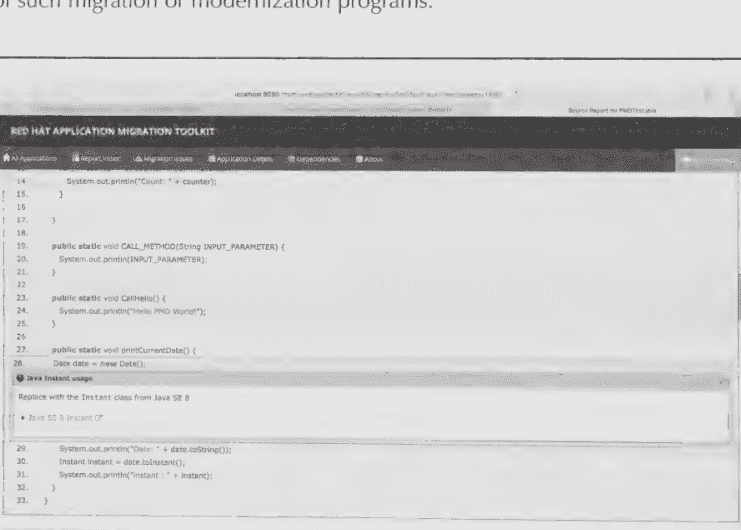 of such migration or modernization programs.
localhost 8080
Source Report for PMDTest.java
RED HAT APPLICATION MIGRATION TOOLKIT
All Applications Report Index Migration Issues Application Details Dependencies About
14 System.out.println("Count: " + counter);
15. }
16
17. }
18.
19. public static void CALL_METHOD(String INPUT_PARAMETER) {
20. System.out.println(INPUT_PARAMETER);
21. }
22
23. public static void CallHello() {
24. System.out.println("Hello PMD World!");
25. }
26
27. public static void printCurrentDate() {
28. Date date = new Date();
Java Instant usage
Replace with the Instant class from Java SE 8
• Java SE 8 Instant
29. System.out.println("Date: " + date.toString());
30. Instant instant = date.toInstant();
31. System.out.println("instant : " + instant);
32. }
33. }